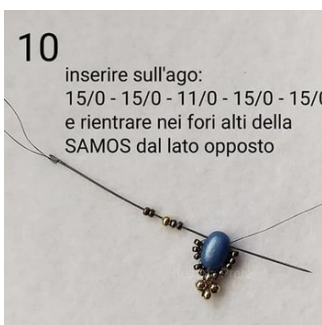 10
inserire sull'ago:
15/0 - 15/0 - 11/0 - 15/0 - 15/0
e rientrare nei fori alti della
SAMOS dal lato opposto